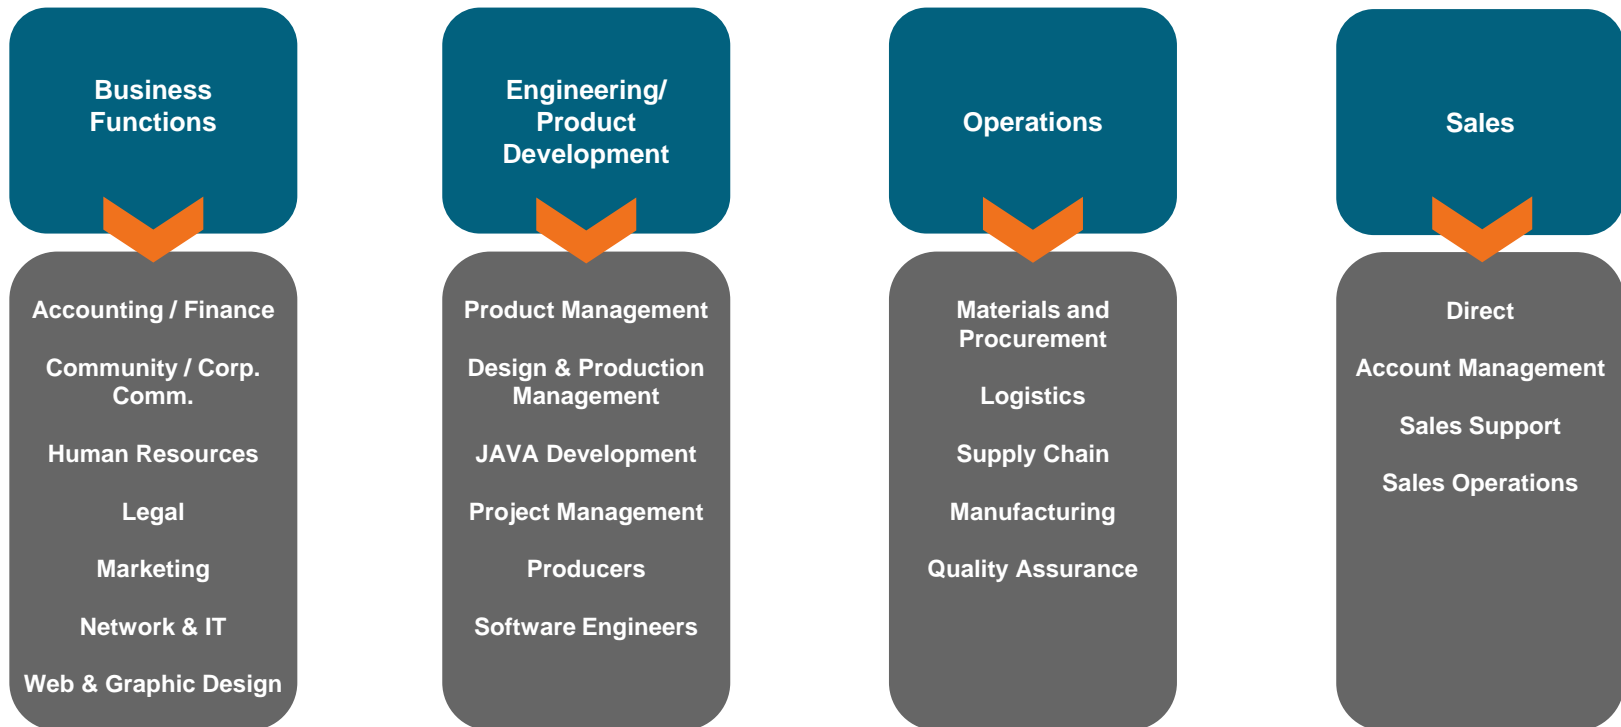 Business
Functions
Engineering/
Product
Development
Operations
Sales
Accounting / Finance
Community / Corp.
Comm.
Human Resources
Legal
Marketing
Network & IT
Web & Graphic Design
Product Management
Design & Production
Management
JAVA Development
Project Management
Producers
Software Engineers
Materials and
Procurement
Logistics
Supply Chain
Manufacturing
Quality Assurance
Direct
Account Management
Sales Support
Sales Operations